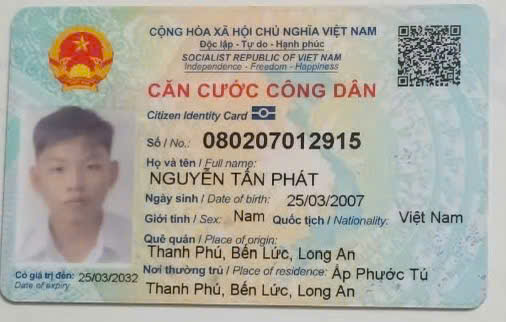 CỘNG HÒA XÃ HỘI CHỦ NGHĨA VIỆT NAM
Độc lập - Tự do - Hạnh phúc
SOCIALIST REPUBLIC OF VIET NAM
Independence - Freedom - Happiness
CĂN CƯỚC CÔNG DÂN
Citizen Identity Card
Số / No.: 080207012915
Họ và tên / Full name:
NGUYỄN TẤN PHÁT
Ngày sinh / Date of birth: 25/03/2007
Giới tính / Sex: Nam Quốc tịch / Nationality: Việt Nam
Quê quán / Place of origin:
Thanh Phú, Bến Lức, Long An
Nơi thường trú / Place of residence: Ấp Phước Tú
Thanh Phú, Bến Lức, Long An
Có giá trị đến: 25/03/2032
Date of expiry